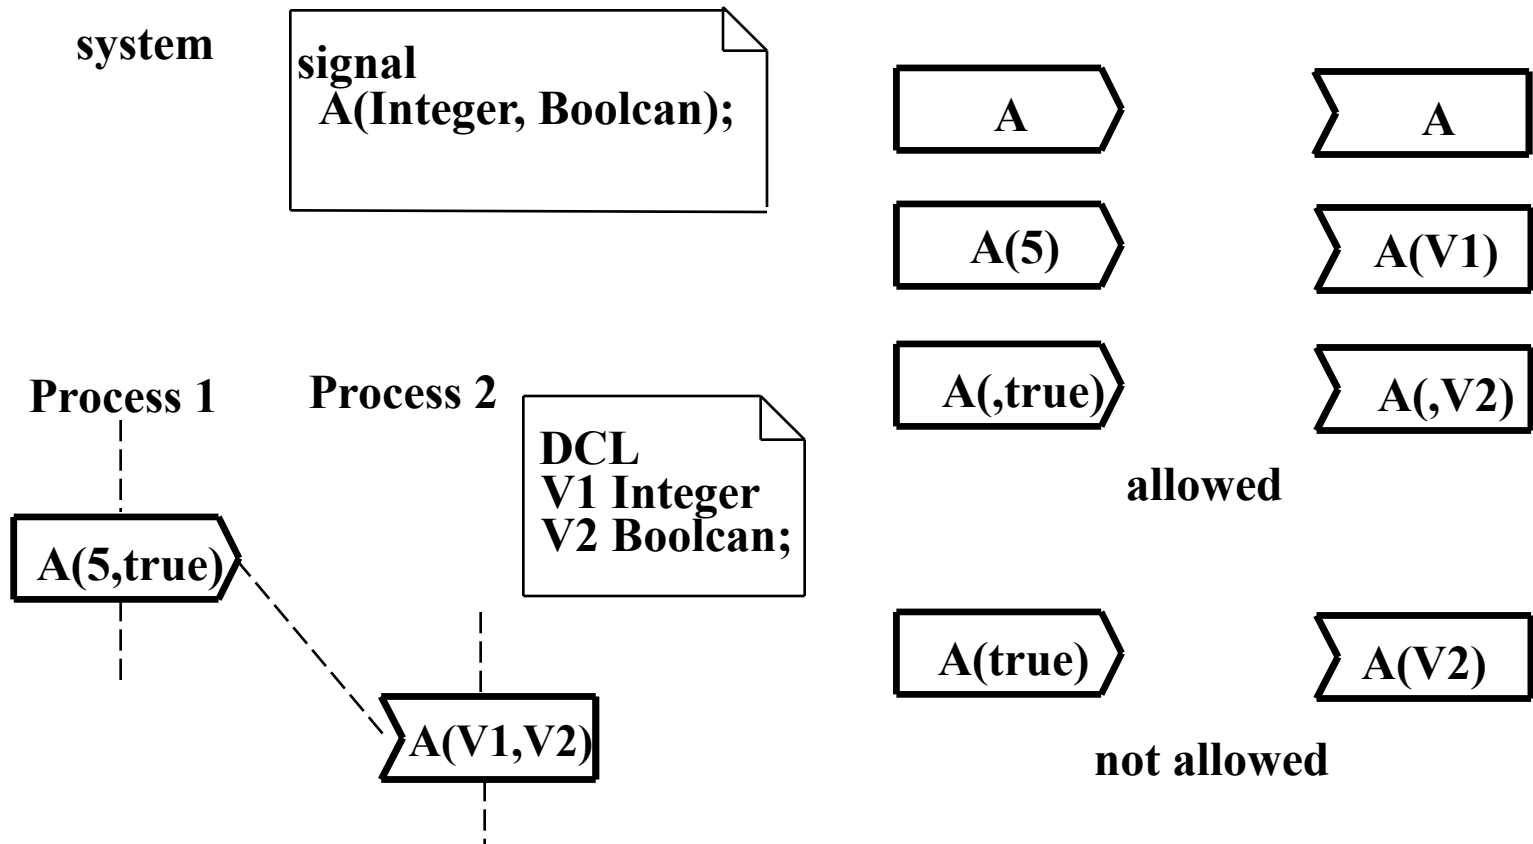 system
signal
A(Integer, Boolcan);
Process 1
Process 2
DCL
V1 Integer
V2 Boolcan;
A(5,true)
A(V1,V2)
A
A
A(5)
A(V1)
A(,true)
A(,V2)
allowed
A(true)
A(V2)
not allowed